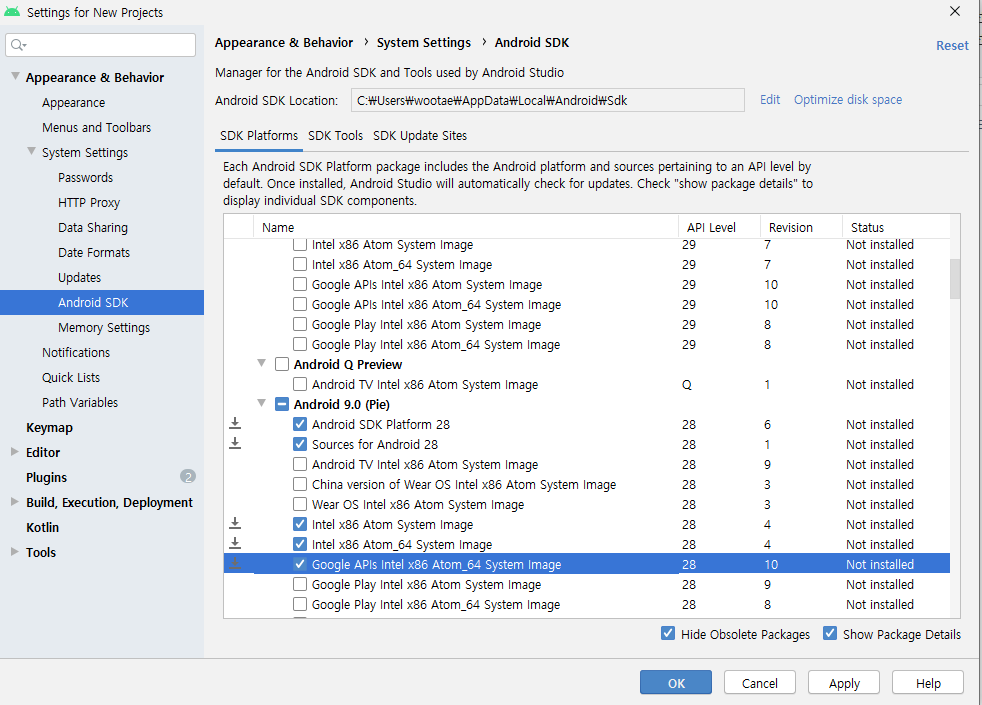 Settings for New Projects
Appearance & Behavior
Appearance
Menus and Toolbars
System Settings
Passwords
HTTP Proxy
Data Sharing
Date Formats
Updates
Android SDK
Memory Settings
Notifications
Quick Lists
Path Variables
Keymap
Editor
Plugins 2
Build, Execution, Deployment
Kotlin
Tools
Appearance & Behavior › System Settings › Android SDK
Reset
Manager for the Android SDK and Tools used by Android Studio
Android SDK Location: C:₩Users₩wootae₩AppData₩Local₩Android₩Sdk Edit Optimize disk space
SDK Platforms SDK Tools SDK Update Sites
Each Android SDK Platform package includes the Android platform and sources pertaining to an API level by
default. Once installed, Android Studio will automatically check for updates. Check "show package details" to
display individual SDK components.
Name API Level Revision Status
Intel x86 Atom System Image 29 7 Not installed
Intel x86 Atom_64 System Image 29 7 Not installed
Google APIs Intel x86 Atom System Image 29 10 Not installed
Google APIs Intel x86 Atom_64 System Image 29 10 Not installed
Google Play Intel x86 Atom System Image 29 8 Not installed
Google Play Intel x86 Atom_64 System Image 29 8 Not installed
Android Q Preview
Android TV Intel x86 Atom System Image Q 1 Not installed
Android 9.0 (Pie)
Android SDK Platform 28 28 6 Not installed
Sources for Android 28 28 1 Not installed
Android TV Intel x86 Atom System Image 28 9 Not installed
China version of Wear OS Intel x86 Atom System Image 28 3 Not installed
Wear OS Intel x86 Atom System Image 28 3 Not installed
Intel x86 Atom System Image 28 4 Not installed
Intel x86 Atom_64 System Image 28 4 Not installed
Google APIs Intel x86 Atom_64 System Image 28 10 Not installed
Google Play Intel x86 Atom System Image 28 9 Not installed
Google Play Intel x86 Atom_64 System Image 28 8 Not installed
Hide Obsolete Packages Show Package Details
OK Cancel Apply Help